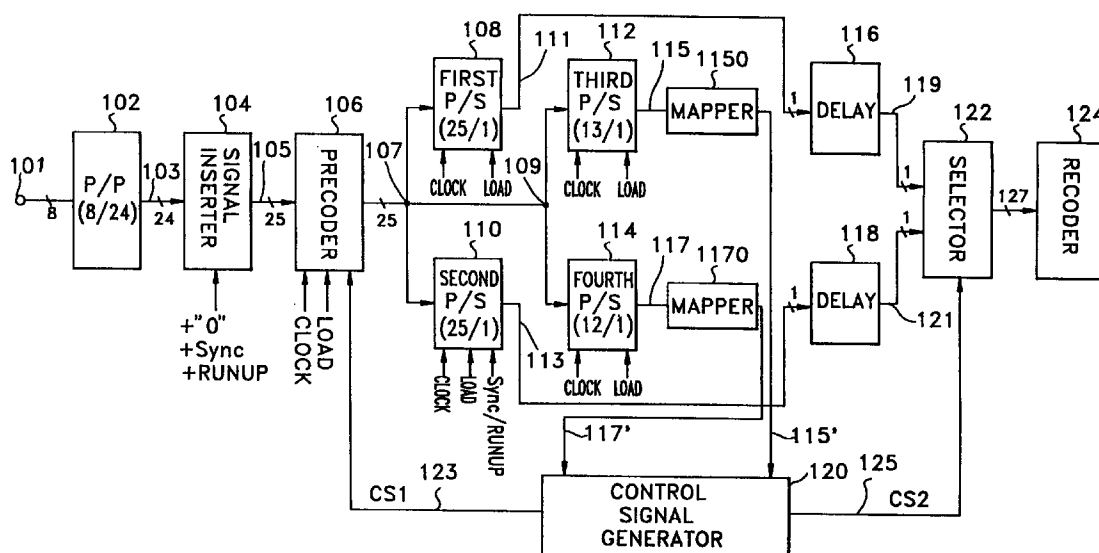 101
8
102
P/P
(8/24)
103
24
104
SIGNAL
INSERTER
+"0"
+Sync
+RUNUP
105
25
106
PRECODER
CLOCK
LOAD
107
25
108
FIRST
P/S
(25/1)
CLOCK
LOAD
111
109
110
SECOND
P/S
(25/1)
CLOCK
LOAD
Sync/RUNUP
113
112
THIRD
P/S
(13/1)
CLOCK
LOAD
115
1150
MAPPER
114
FOURTH
P/S
(12/1)
CLOCK
LOAD
117
1170
MAPPER
116
1
DELAY
119
1
118
1
DELAY
121
1
122
SELECTOR
127
124
RECODER
117'
115'
120
CONTROL
SIGNAL
GENERATOR
123
CS1
125
CS2